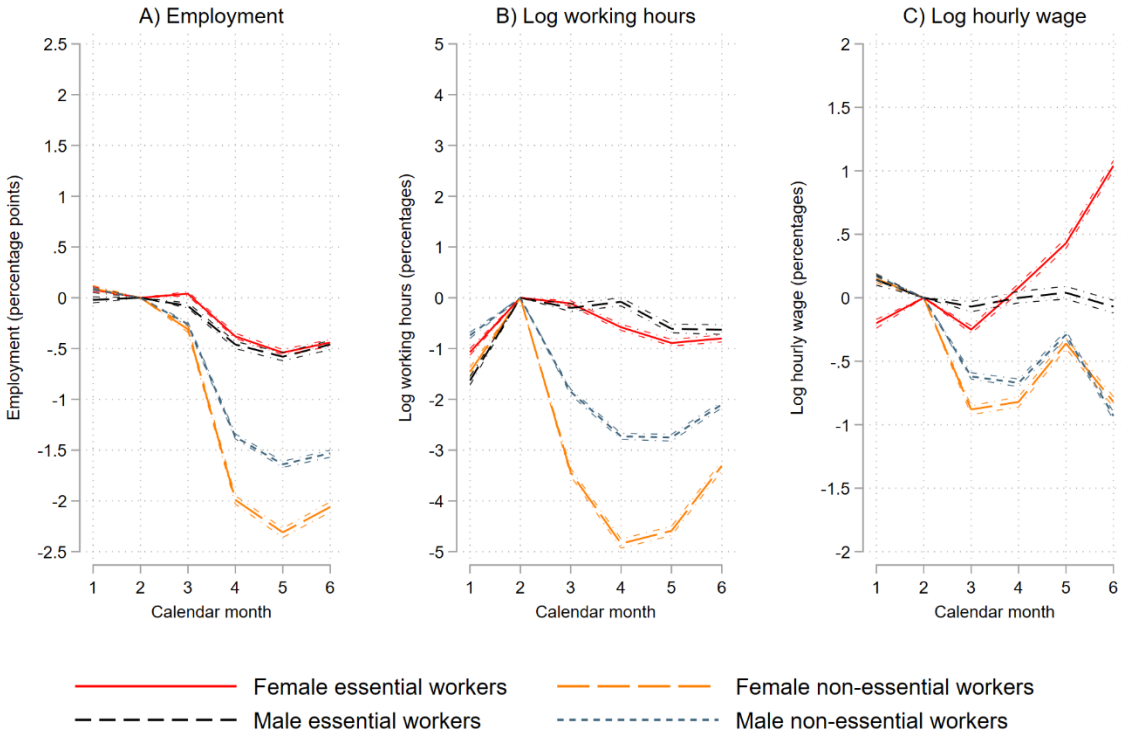 A) Employment
B) Log working hours
C) Log hourly wage
Employment (percentage points)
2.5
2
1.5
1
.5
0
-.5
-1
-1.5
-2
-2.5
1 2 3 4 5 6
Calendar month
Log working hours (percentages)
5
4
3
2
1
0
-1
-2
-3
-4
-5
1 2 3 4 5 6
Calendar month
Log hourly wage (percentages)
2
1.5
1
.5
0
-.5
-1
-1.5
-2
1 2 3 4 5 6
Calendar month
Female essential workers
Female non-essential workers
Male essential workers
Male non-essential workers